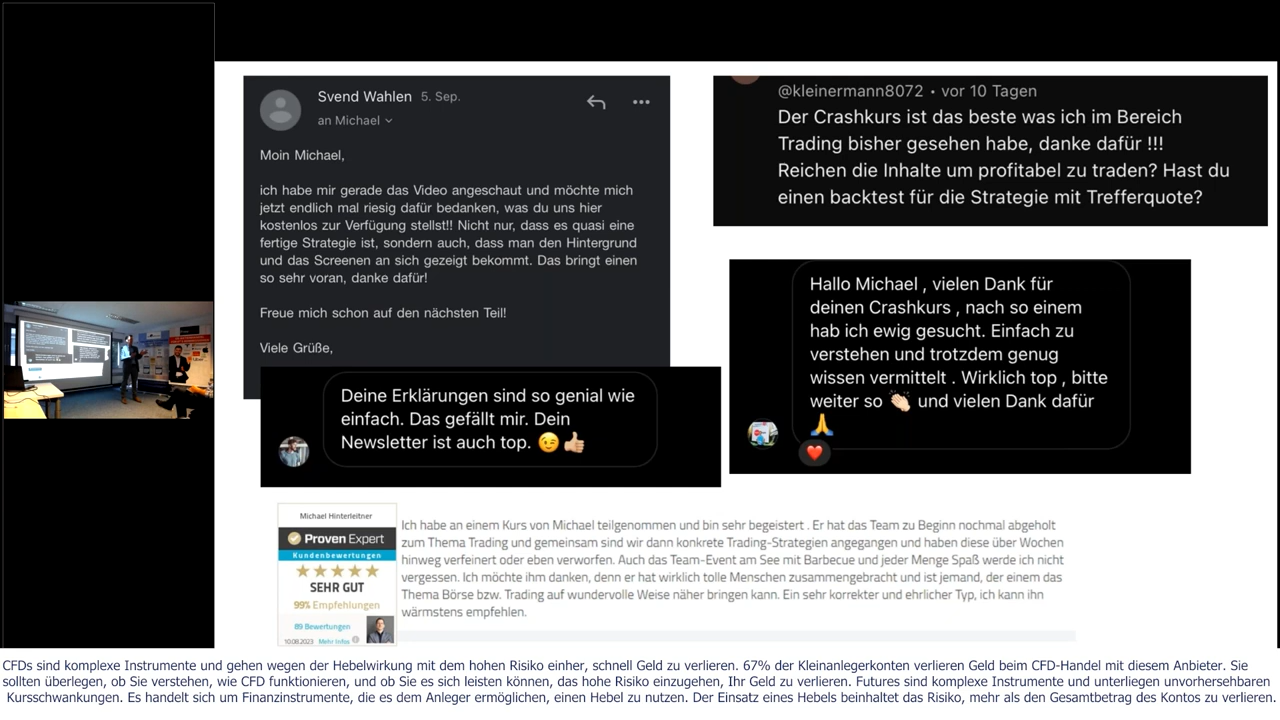 Svend Wahlen 5. Sep.
an Michael
Moin Michael,
ich habe mir gerade das Video angeschaut und möchte mich
jetzt endlich mal riesig dafür bedanken, was du uns hier
kostenlos zur Verfügung stellst!! Nicht nur, dass es quasi eine
fertige Strategie ist, sondern auch, dass man den Hintergrund
und das Screenen an sich gezeigt bekommt. Das bringt einen
so sehr voran, danke dafür!
Freue mich schon auf den nächsten Teil!
Viele Grüße,
@kleinermann8072 • vor 10 Tagen
Der Crashkurs ist das beste was ich im Bereich
Trading bisher gesehen habe, danke dafür !!!
Reichen die Inhalte um profitabel zu traden? Hast du
einen backtest für die Strategie mit Trefferquote?
Hallo Michael , vielen Dank für
deinen Crashkurs , nach so einem
hab ich ewig gesucht. Einfach zu
verstehen und trotzdem genug
wissen vermittelt . Wirklich top , bitte
weiter so 👏🏻 und vielen Dank dafür
🙏
❤️
Deine Erklärungen sind so genial wie
einfach. Das gefällt mir. Dein
Newsletter ist auch top. 😉👍🏼
Michael Hinterleitner
Proven Expert
Kundenbewertungen
SEHR GUT
99% Empfehlungen
89 Bewertungen
10.08.2023 Mehr Infos
Ich habe an einem Kurs von Michael teilgenommen und bin sehr begeistert . Er hat das Team zu Beginn nochmal abgeholt
zum Thema Trading und gemeinsam sind wir dann konkrete Trading-Strategien angegangen und haben diese über Wochen
hinweg verfeinert oder eben verworfen. Auch das Team-Event am See mit Barbecue und jeder Menge Spaß werde ich nicht
vergessen. Ich möchte ihm danken, denn er hat wirklich tolle Menschen zusammengebracht und ist jemand, der einem das
Thema Börse bzw. Trading auf wundervolle Weise näher bringen kann. Ein sehr korrekter und ehrlicher Typ, ich kann ihn
wärmstens empfehlen.
CFDs sind komplexe Instrumente und gehen wegen der Hebelwirkung mit dem hohen Risiko einher, schnell Geld zu verlieren. 67% der Kleinanlegerkonten verlieren Geld beim CFD-Handel mit diesem Anbieter. Sie
sollten überlegen, ob Sie verstehen, wie CFD funktionieren, und ob Sie es sich leisten können, das hohe Risiko einzugehen, Ihr Geld zu verlieren. Futures sind komplexe Instrumente und unterliegen unvorhersehbaren
Kursschwankungen. Es handelt sich um Finanzinstrumente, die es dem Anleger ermöglichen, einen Hebel zu nutzen. Der Einsatz eines Hebels beinhaltet das Risiko, mehr als den Gesamtbetrag des Kontos zu verlieren.